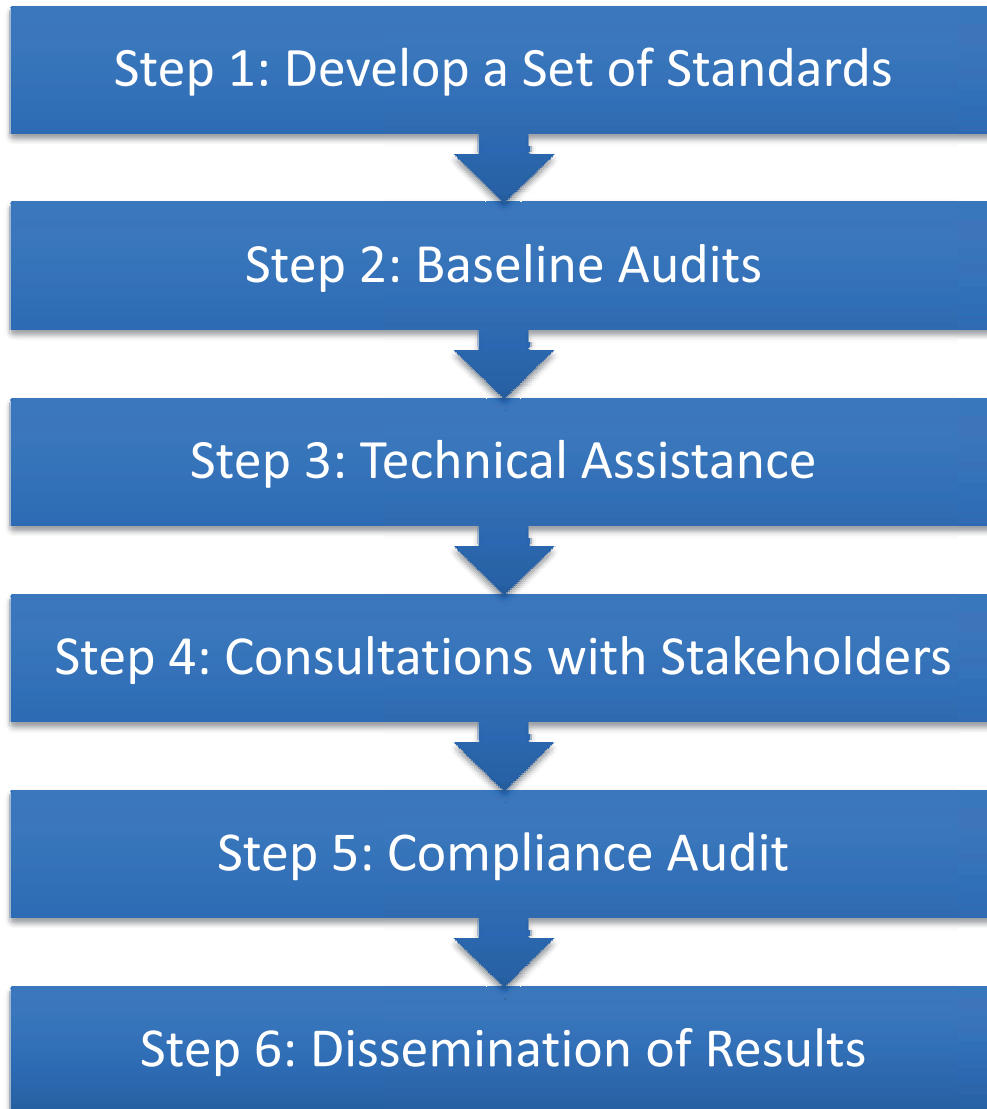 Step 1: Develop a Set of Standards
Step 2: Baseline Audits
Step 3: Technical Assistance
Step 4: Consultations with Stakeholders
Step 5: Compliance Audit
Step 6: Dissemination of Results